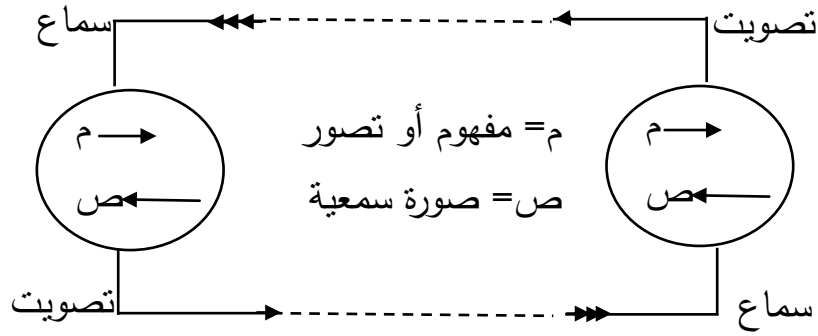 تصويت
سماع
م
م= مفهوم أو تصور
م
ص
ص= صورة سمعية
ص
سماع
تصويت